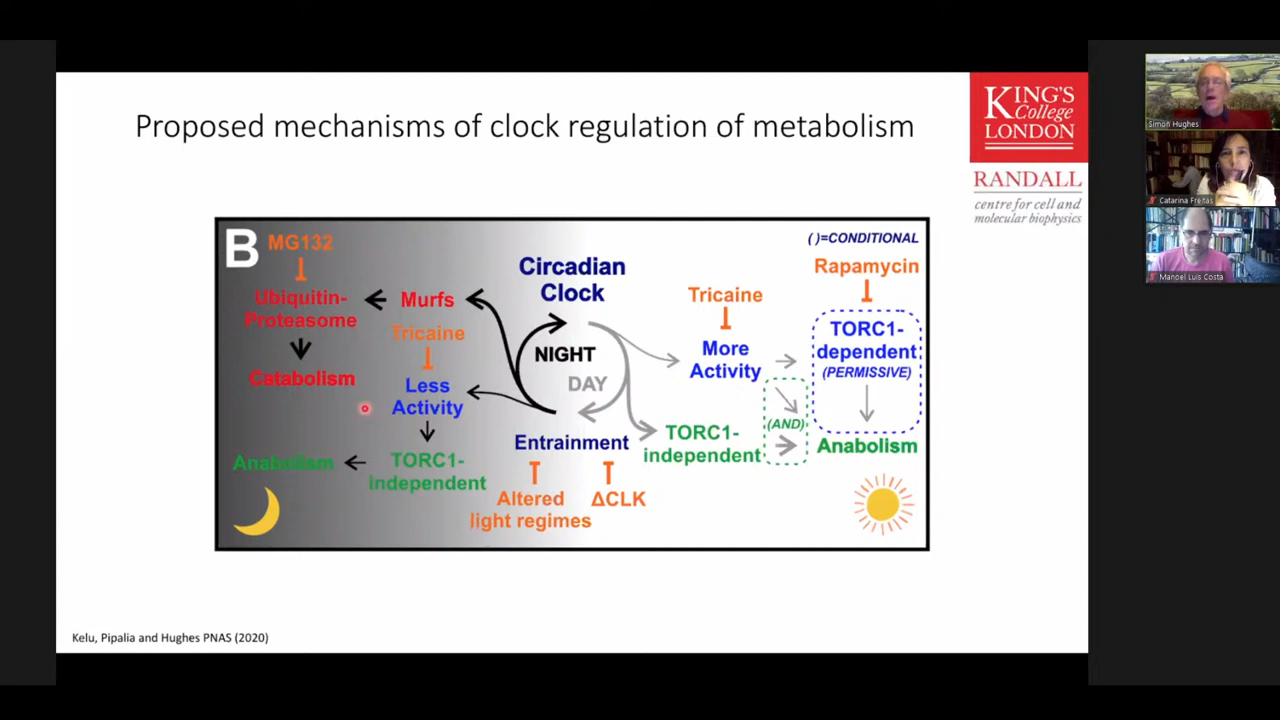 Proposed mechanisms of clock regulation of metabolism
KING'S
College
LONDON
RANDALL
centre for cell and
molecular biophysics
Simon Hughes
Catarina Freitas
Manoel Luis Costa
B
MG132
Ubiquitin-
Proteasome
Catabolism
Anabolism
Murfs
Tricaine
Less
Activity
TORC1-
independent
Circadian
Clock
NIGHT
DAY
Entrainment
Altered
light regimes
ΔCLK
Tricaine
More
Activity
TORC1-
independent
(AND)
( )=CONDITIONAL
Rapamycin
TORC1-
dependent
(PERMISSIVE)
Anabolism
Kelu, Pipalia and Hughes PNAS (2020)